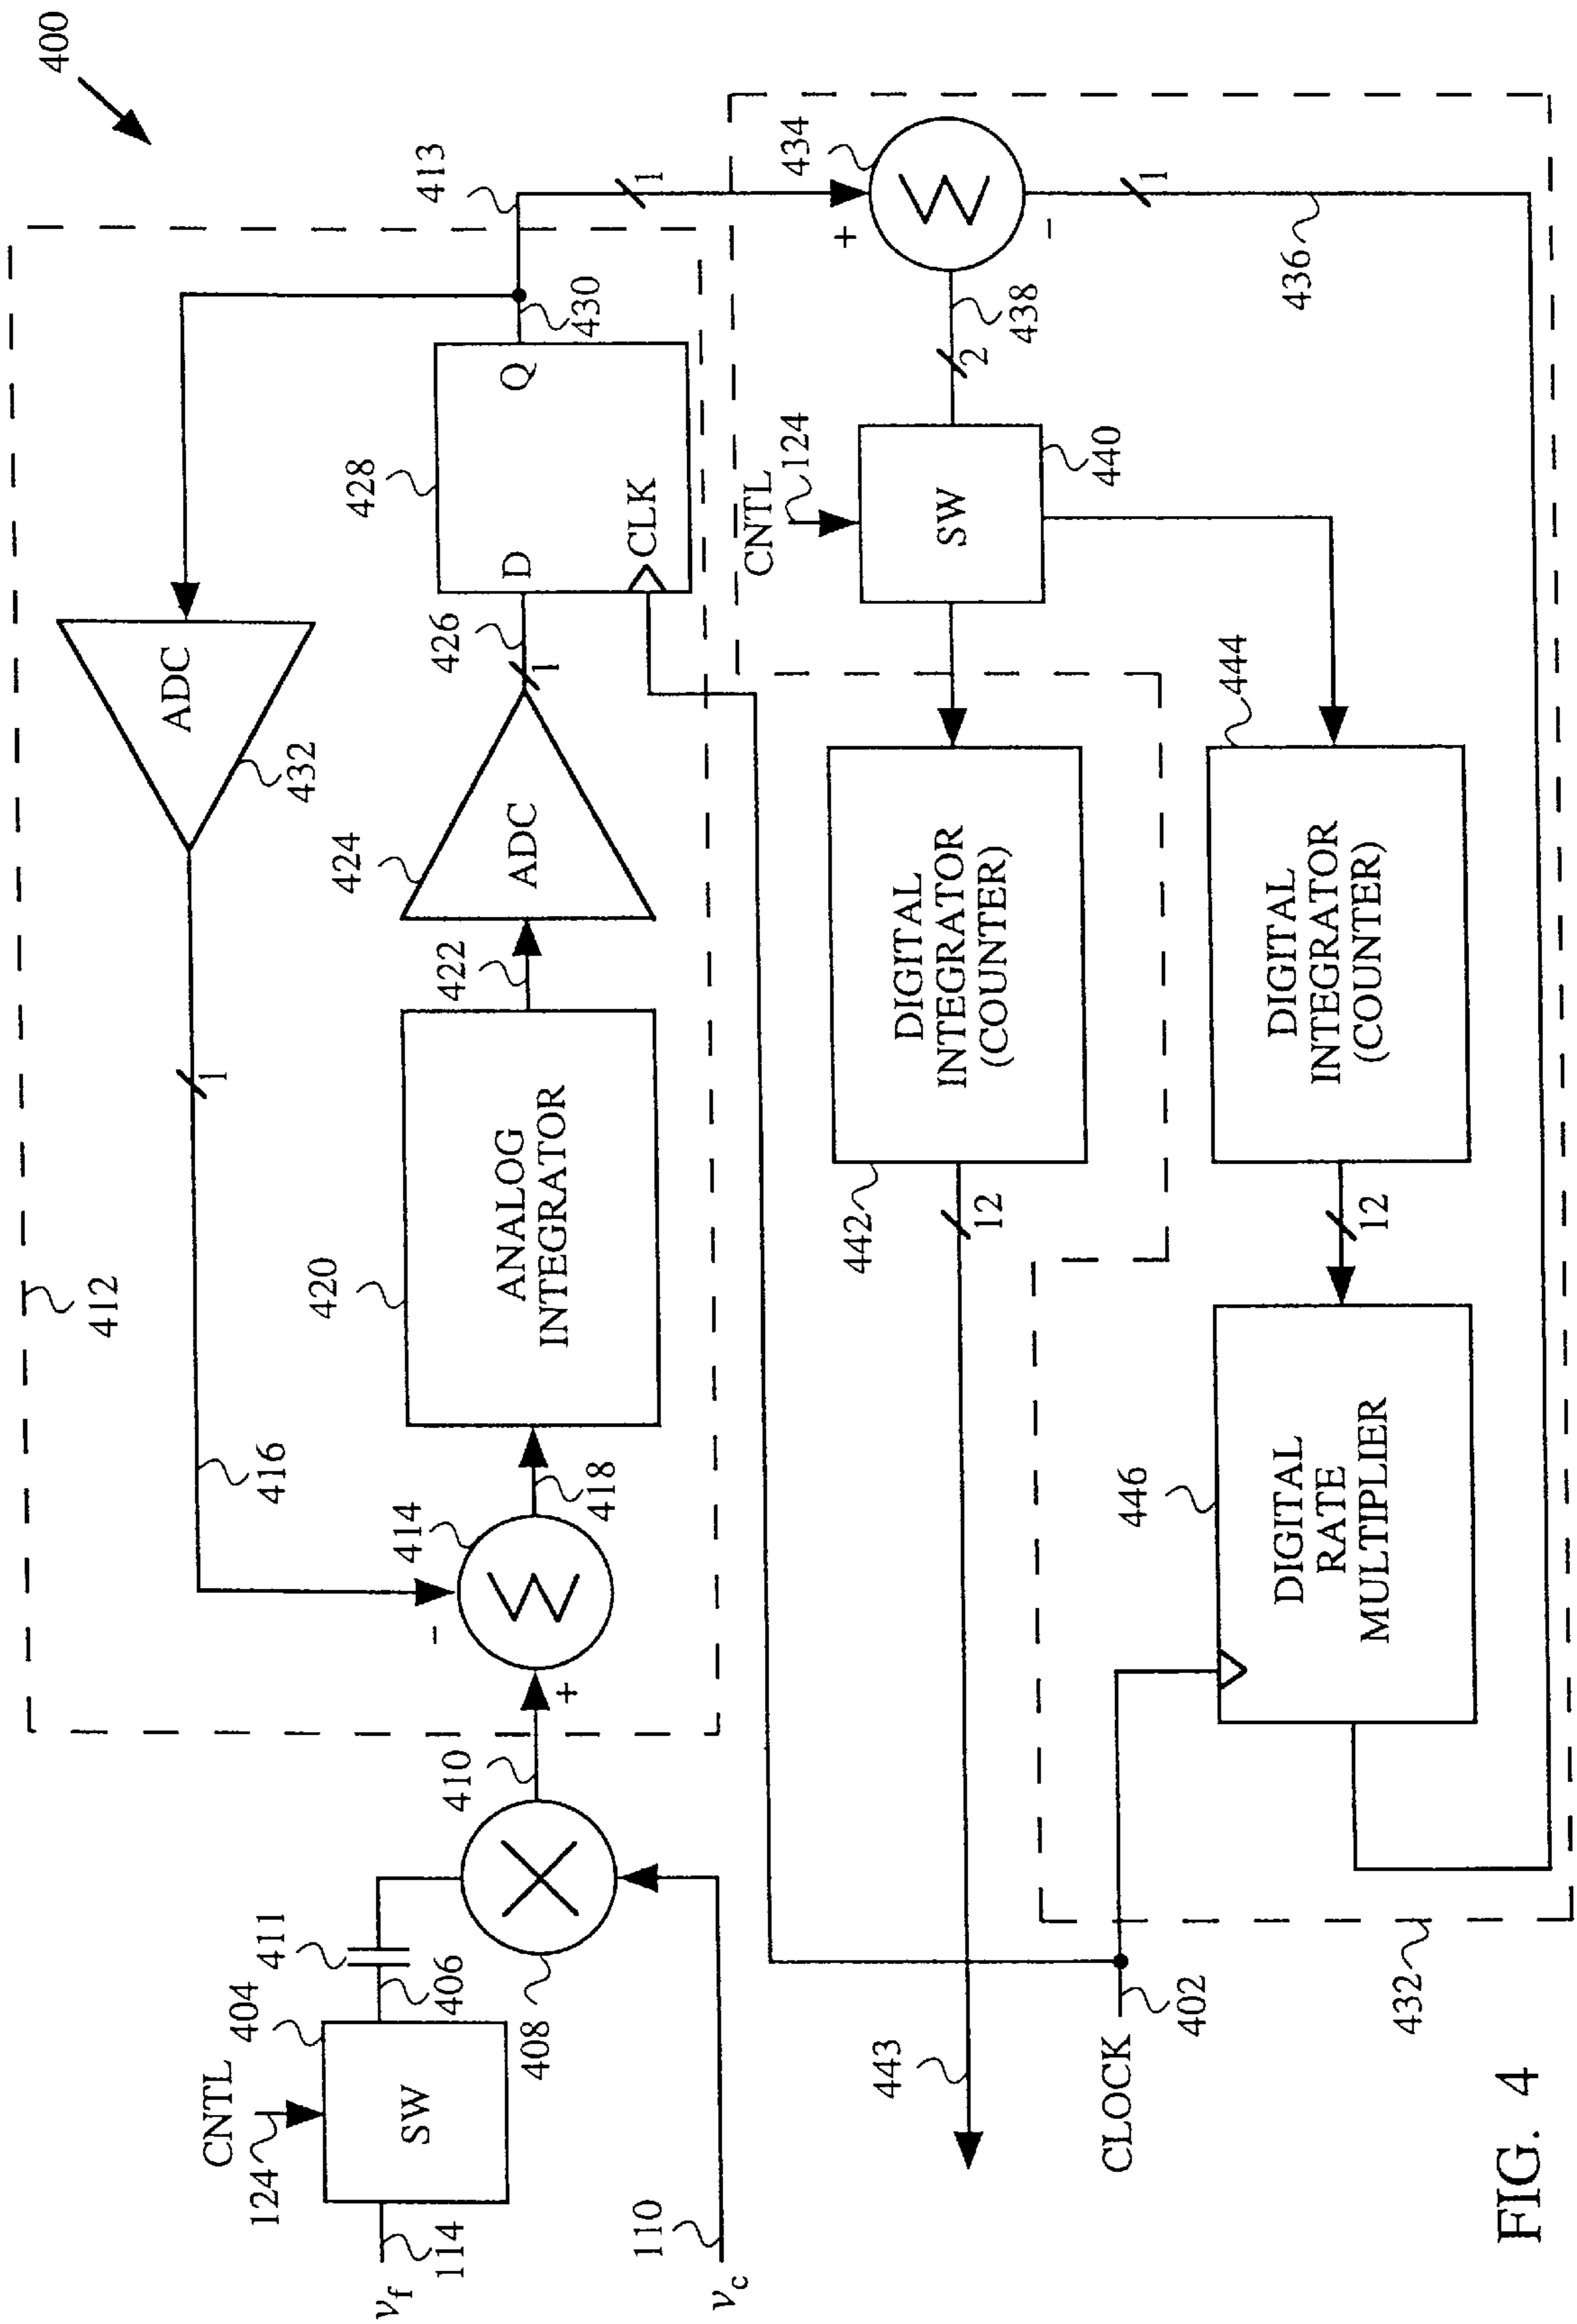 400
412
ADC
432
1
416
420
ANALOG
INTEGRATOR
422
424
ADC
426
1
428
D
Q
CLK
430
413
1
CNTL
124
404
SW
406
411
νf
114
408
410
+
-
414
418
110
νc
434
+
-
1
436
438
2
CNTL
124
SW
440
442
DIGITAL
INTEGRATOR
(COUNTER)
12
443
444
DIGITAL
INTEGRATOR
(COUNTER)
12
446
DIGITAL
RATE
MULTIPLIER
CLOCK
402
432
FIG. 4